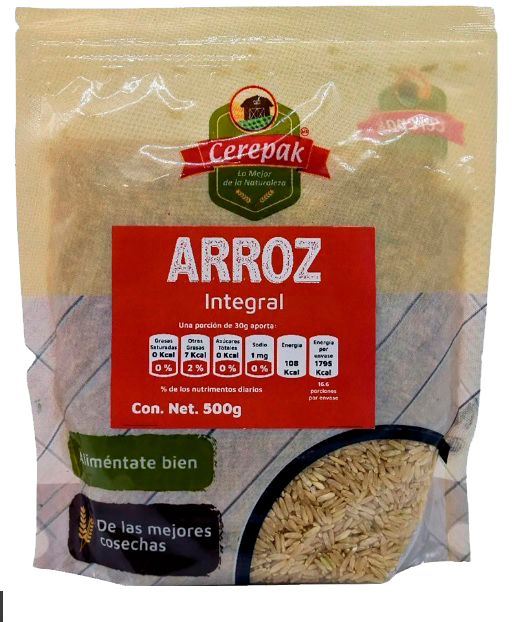 Cerepak
Lo Mejor
de la Naturaleza
Cerepak
ARROZ
Integral
Una porción de 30g aporta:
Grasas Saturadas 0 Kcal 0 %
Otras Grasas 7 Kcal 2 %
Azúcares Totales 0 Kcal 0 %
Sodio 1 mg 0 %
Energía 108 Kcal
Energía por envase 1795 Kcal
% de los nutrimentos diarios
16.6 porciones por envase
Con. Net. 500g
Aliméntate bien
De las mejores
cosechas